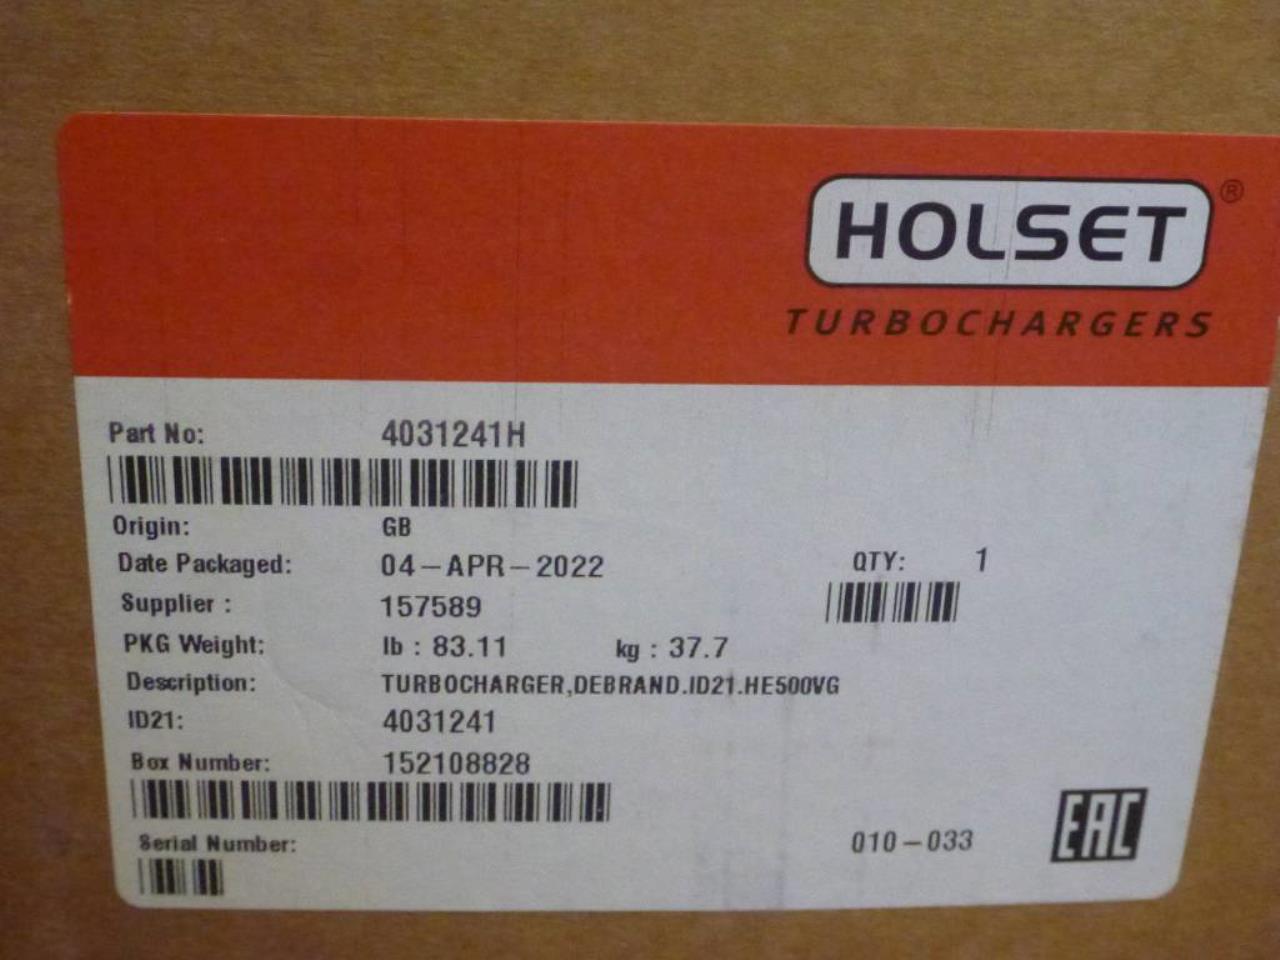 HOLSET®
TURBOCHARGERS
Part No: 4031241H
Origin: GB
Date Packaged: 04-APR-2022 QTY: 1
Supplier : 157589
PKG Weight: lb : 83.11 kg : 37.7
Description: TURBOCHARGER,DEBRAND.ID21.HE500VG
ID21: 4031241
Box Number: 152108828
Serial Number:
010-033 EAC